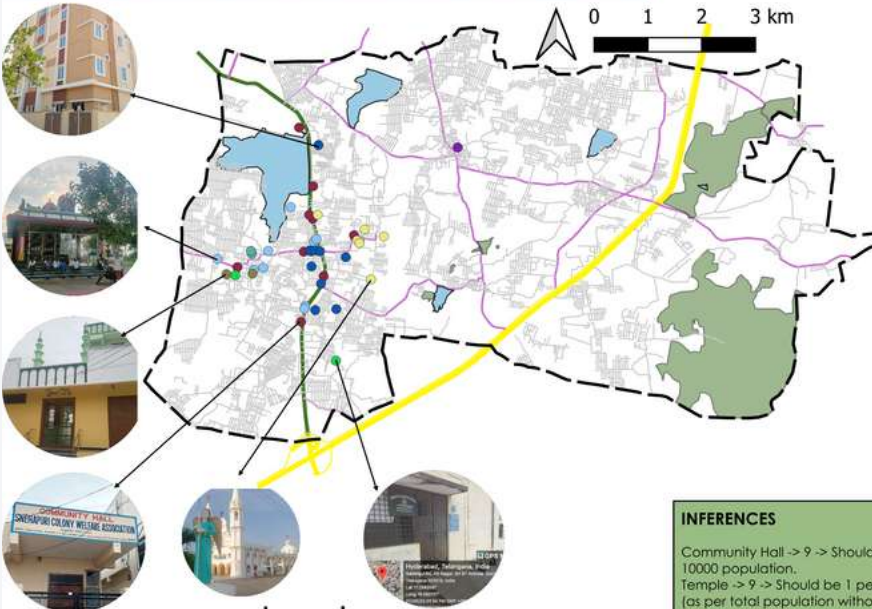 0 1 2 3 km
COMMUNITY HALL
SNEHAPURI COLONY WELFARE ASSOCIATION
Hyderabad, Telangana, India
INFERENCES
Community Hall -> 9 -> Should
10000 population.
Temple -> 9 -> Should be 1 pe
(as per total population witho